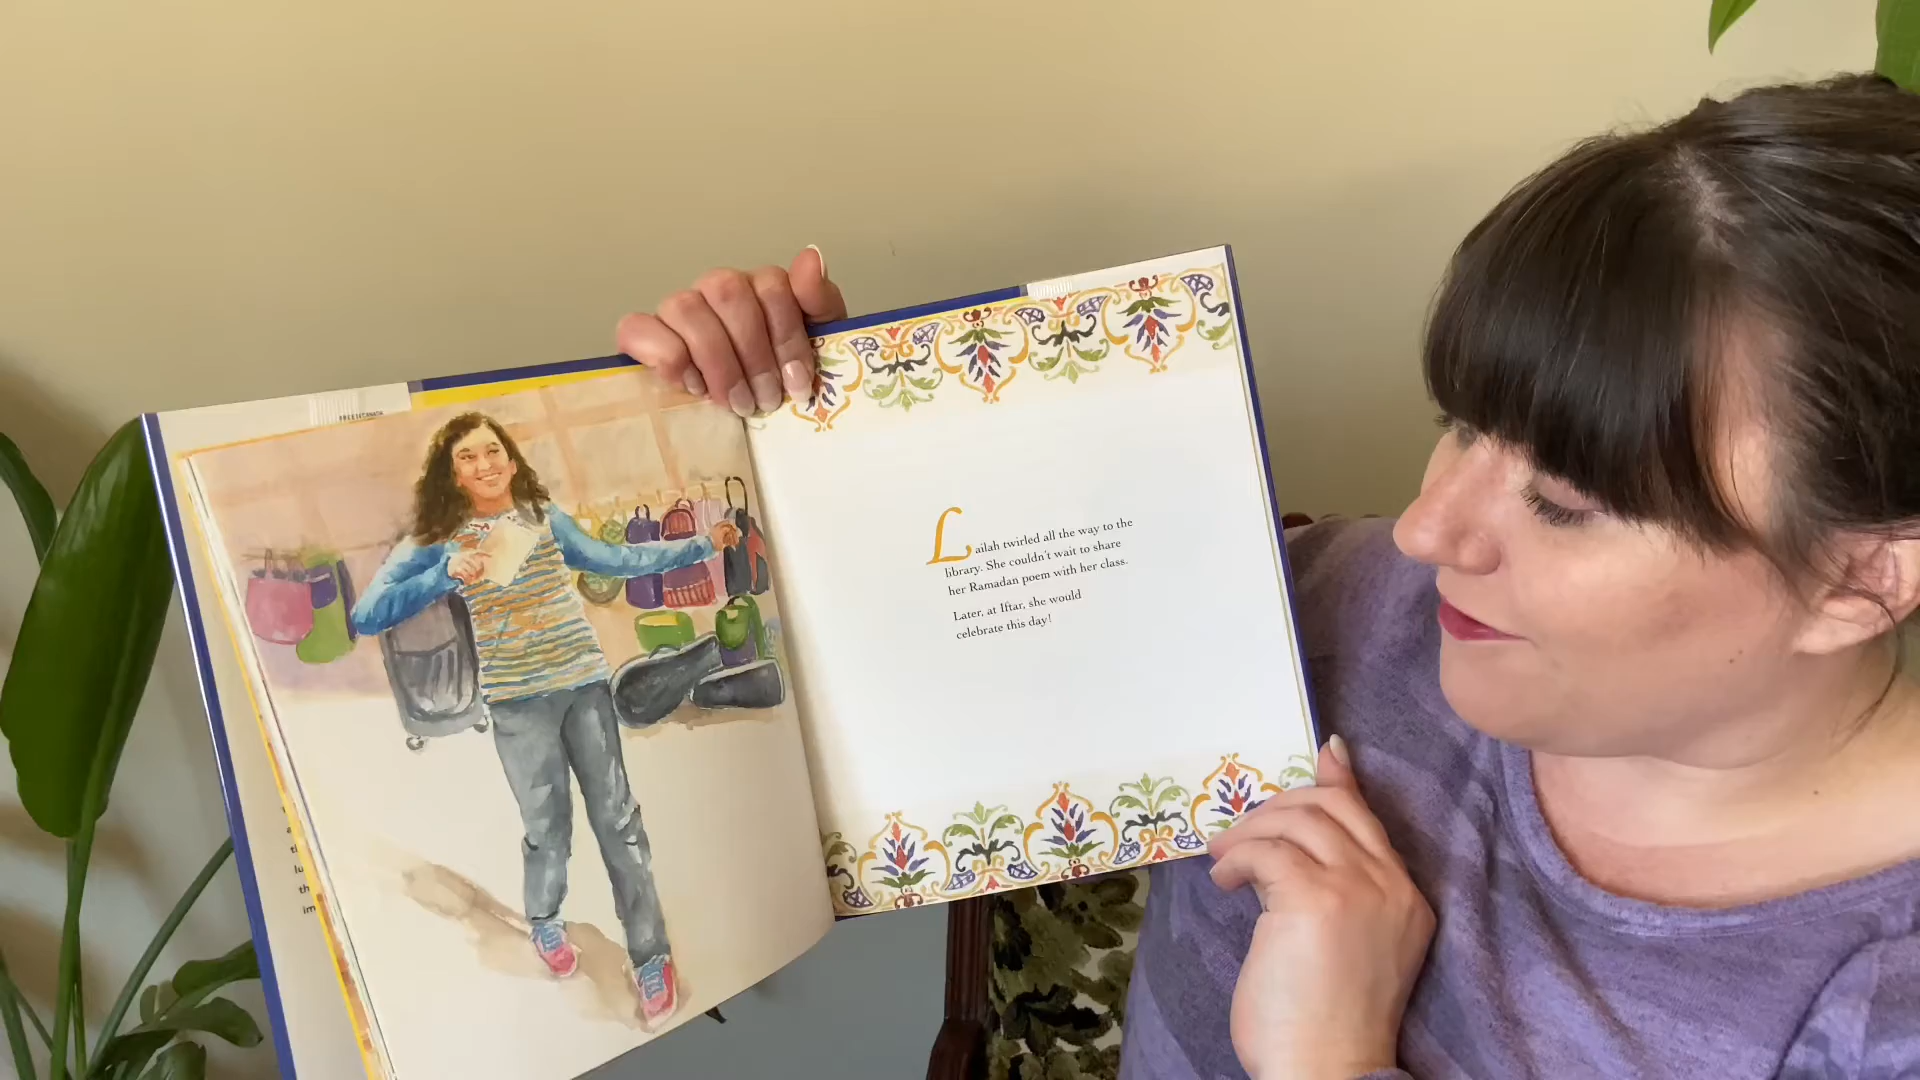 Lailah twirled all the way to the
library. She couldn't wait to share
her Ramadan poem with her class.
Later, at Iftar, she would
celebrate this day!